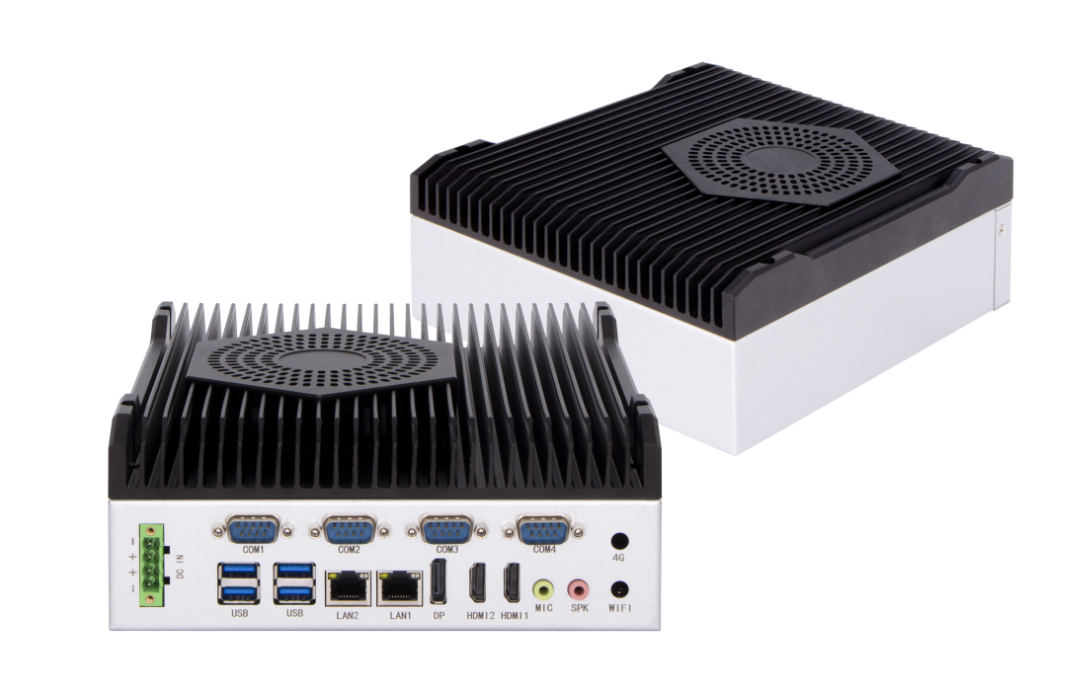 COM1 COM2 COM3 COM4
4G
- + + -
DC IN
USB USB LAN2 LAN1 DP HDMI2 HDMI1 MIC SPK WIFI